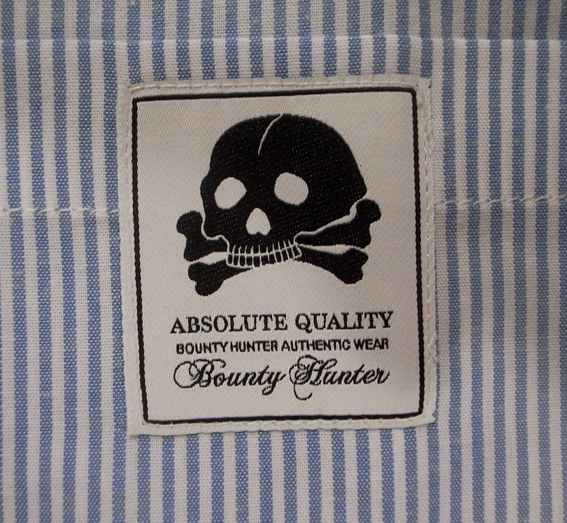 ABSOLUTE QUALITY
BOUNTY HUNTER AUTHENTIC WEAR
Bounty Hunter